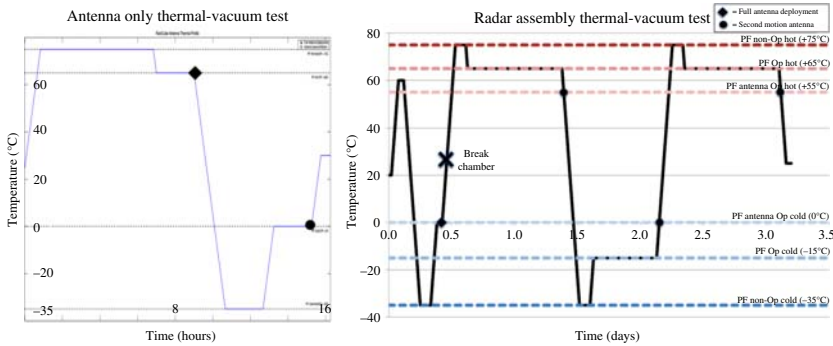 Antenna only thermal-vacuum test
Temperature (°C)
60
40
20
0
−20
−35
8
16
Time (hours)
Radar assembly thermal-vacuum test
= Full antenna deployment
= Second motion antenna
Temperature (°C)
80
60
40
20
0
−20
−40
PF non-Op hot (+75°C)
PF Op hot (+65°C)
PF antenna Op hot (+55°C)
Break
chamber
PF antenna Op cold (0°C)
0.0
0.5
1.0
1.5
2.0
2.5
3.0
3.5
PF Op cold (−15°C)
PF non-Op cold (−35°C)
Time (days)